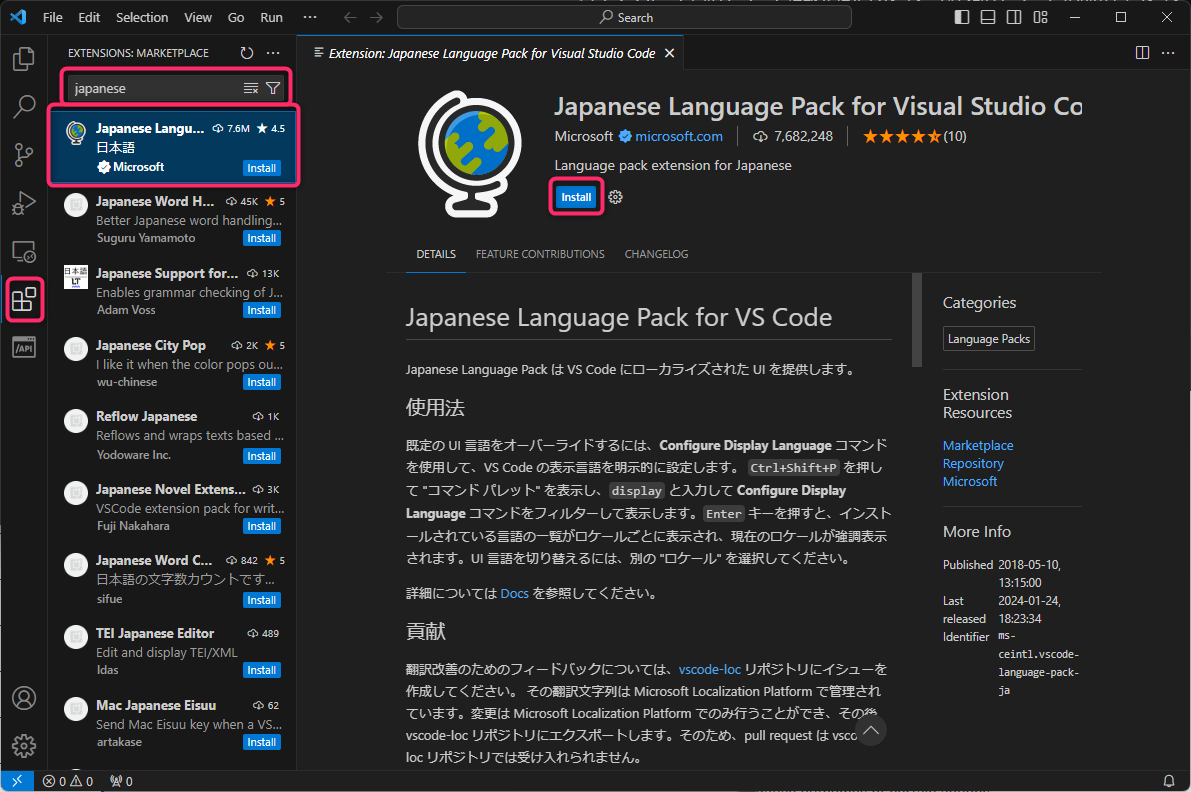 File Edit Selection View Go Run ··· Search
EXTENSIONS: MARKETPLACE
japanese
Japanese Langu... 7.6M ★ 4.5
日本語
Microsoft Install
Japanese Word H... 45K ★ 5
Better Japanese word handling...
Suguru Yamamoto Install
Japanese Support for... 13K
Enables grammar checking of J...
Adam Voss Install
日本語
LT
Japanese City Pop 2K ★ 5
I like it when the color pops ou...
wu-chinese Install
Reflow Japanese 1K
Reflows and wraps texts based ...
Yodoware Inc. Install
Japanese Novel Extens... 3K
VSCode extension pack for writ...
Fuji Nakahara Install
Japanese Word C... 842 ★ 5
日本語の文字数カウントです...
sifue Install
TEI Japanese Editor 489
Edit and display TEI/XML
ldas Install
Mac Japanese Eisuu 62
Send Mac Eisuu key when a VS...
artakase Install
/API
Extension: Japanese Language Pack for Visual Studio Code
Japanese Language Pack for Visual Studio Co
Microsoft microsoft.com 7,682,248 (10)
Language pack extension for Japanese
Install
DETAILS FEATURE CONTRIBUTIONS CHANGELOG
Japanese Language Pack for VS Code
Japanese Language Pack は VS Code にローカライズされた UI を提供します。
使用法
既定の UI 言語をオーバーライドするには、Configure Display Language コマンド
を使用して、VS Code の表示言語を明示的に設定します。 Ctrl+Shift+P を押し
て "コマンド パレット" を表示し、display と入力して Configure Display
Language コマンドをフィルターして表示します。Enter キーを押すと、インスト
ールされている言語の一覧がロケールごとに表示され、現在のロケールが強調表示
されます。UI 言語を切り替えるには、別の "ロケール" を選択してください。
詳細については Docs を参照してください。
貢献
翻訳改善のためのフィードバックについては、vscode-loc リポジトリにイシューを
作成してください。 その翻訳文字列は Microsoft Localization Platform で管理され
ています。変更は Microsoft Localization Platform でのみ行うことができ、その後
vscode-loc リポジトリにエクスポートします。そのため、pull request は vsco
loc リポジトリでは受け入れられません。
Categories
Language Packs
Extension
Resources
Marketplace
Repository
Microsoft
More Info
Published 2018-05-10,
13:15:00
Last 2024-01-24,
released 18:23:34
Identifier ms-
ceintl.vscode-
language-pack-
ja
0 0 0